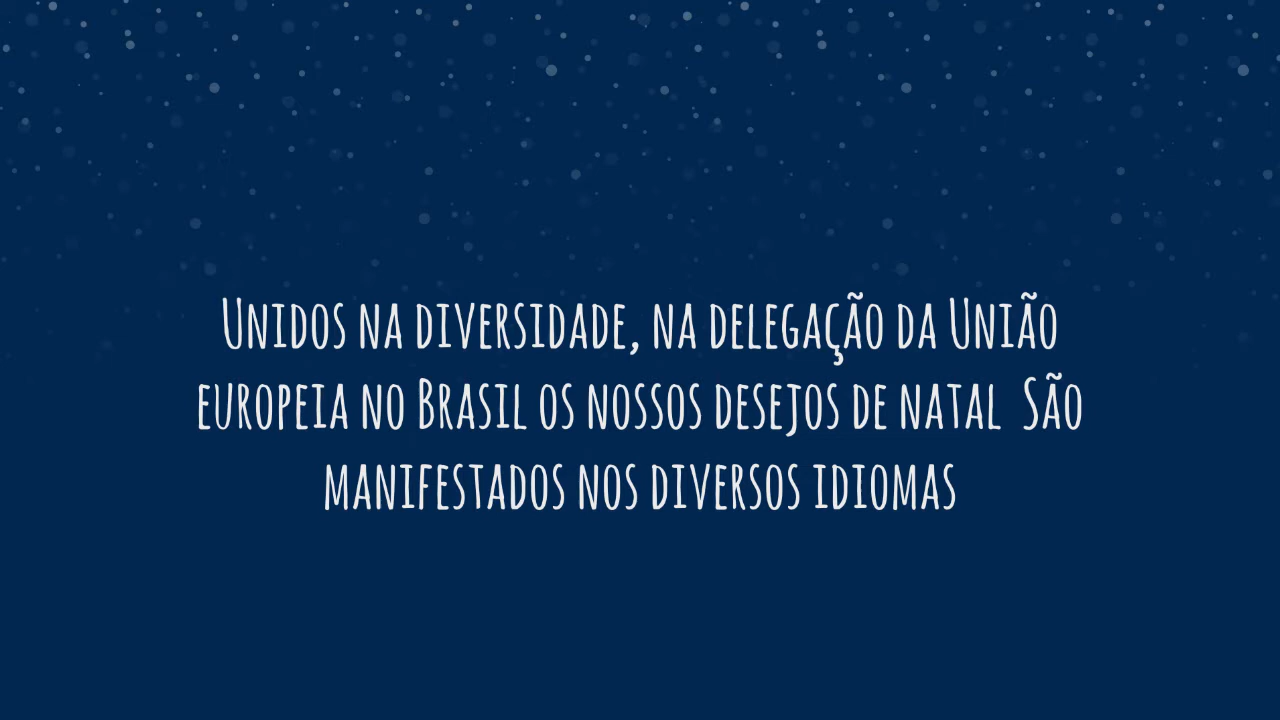 Unidos na diversidade, na delegação da União
europeia no Brasil os nossos desejos de natal São
manifestados nos diversos idiomas